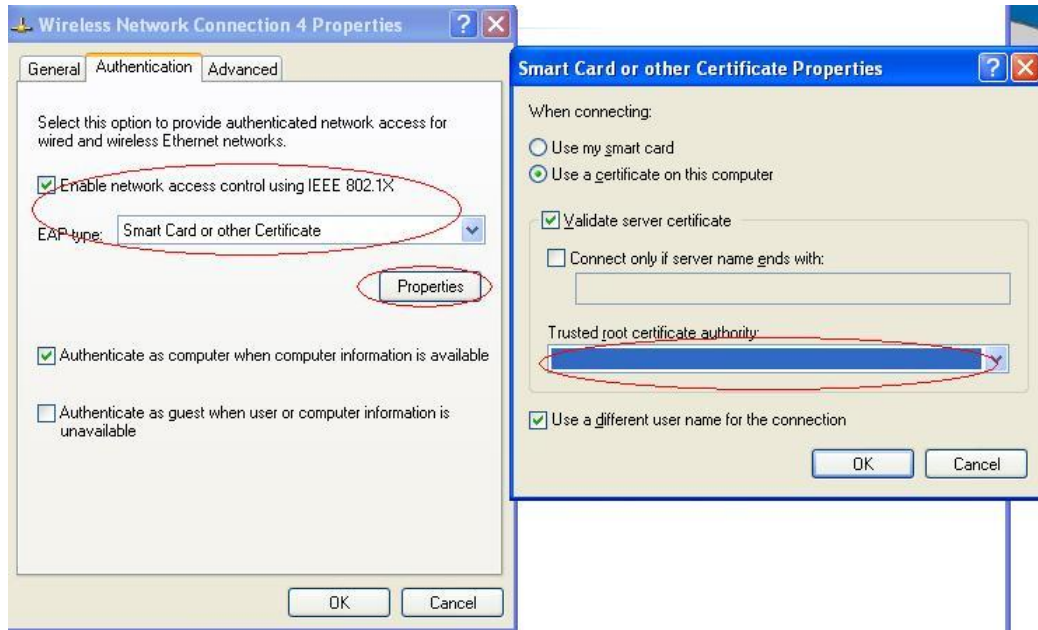 Wireless Network Connection 4 Properties
General Authentication Advanced
Select this option to provide authenticated network access for
wired and wireless Ethernet networks.
Enable network access control using IEEE 802.1X
EAP type: Smart Card or other Certificate
Properties
Authenticate as computer when computer information is available
Authenticate as guest when user or computer information is
unavailable
OK Cancel
Smart Card or other Certificate Properties
When connecting:
Use my smart card
Use a certificate on this computer
Validate server certificate
Connect only if server name ends with:
Trusted root certificate authority:
Use a different user name for the connection
OK Cancel